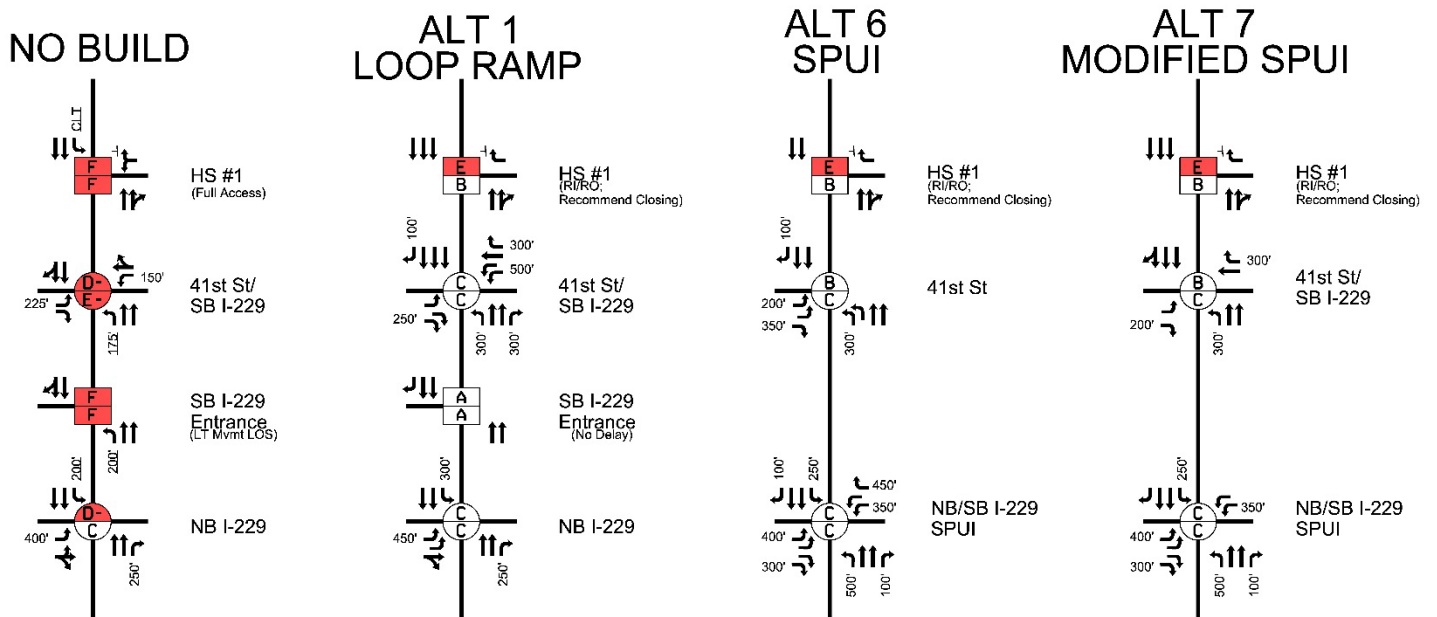 NO BUILD
CLT
F
F
HS #1
(Full Access)
150'
D-
E-
41st St/
SB I-229
225'
175'
F
F
SB I-229
Entrance
(LT Mvmt LOS)
200'
200'
D-
C
NB I-229
400'
250'
ALT 1
LOOP RAMP
E
B
HS #1
(RI/RO;
Recommend Closing)
100'
300'
500'
C
C
41st St/
SB I-229
250'
300'
300'
A
A
SB I-229
Entrance
(No Delay)
300'
C
C
NB I-229
450'
250'
ALT 6
SPUI
E
B
HS #1
(RI/RO;
Recommend Closing)
100'
B
C
41st St
200'
350'
300'
100'
250'
450'
350'
C
C
NB/SB I-229
SPUI
400'
300'
500'
100'
ALT 7
MODIFIED SPUI
E
B
HS #1
(RI/RO;
Recommend Closing)
300'
B
C
41st St/
SB I-229
200'
300'
250'
350'
C
C
NB/SB I-229
SPUI
400'
300'
500'
100'